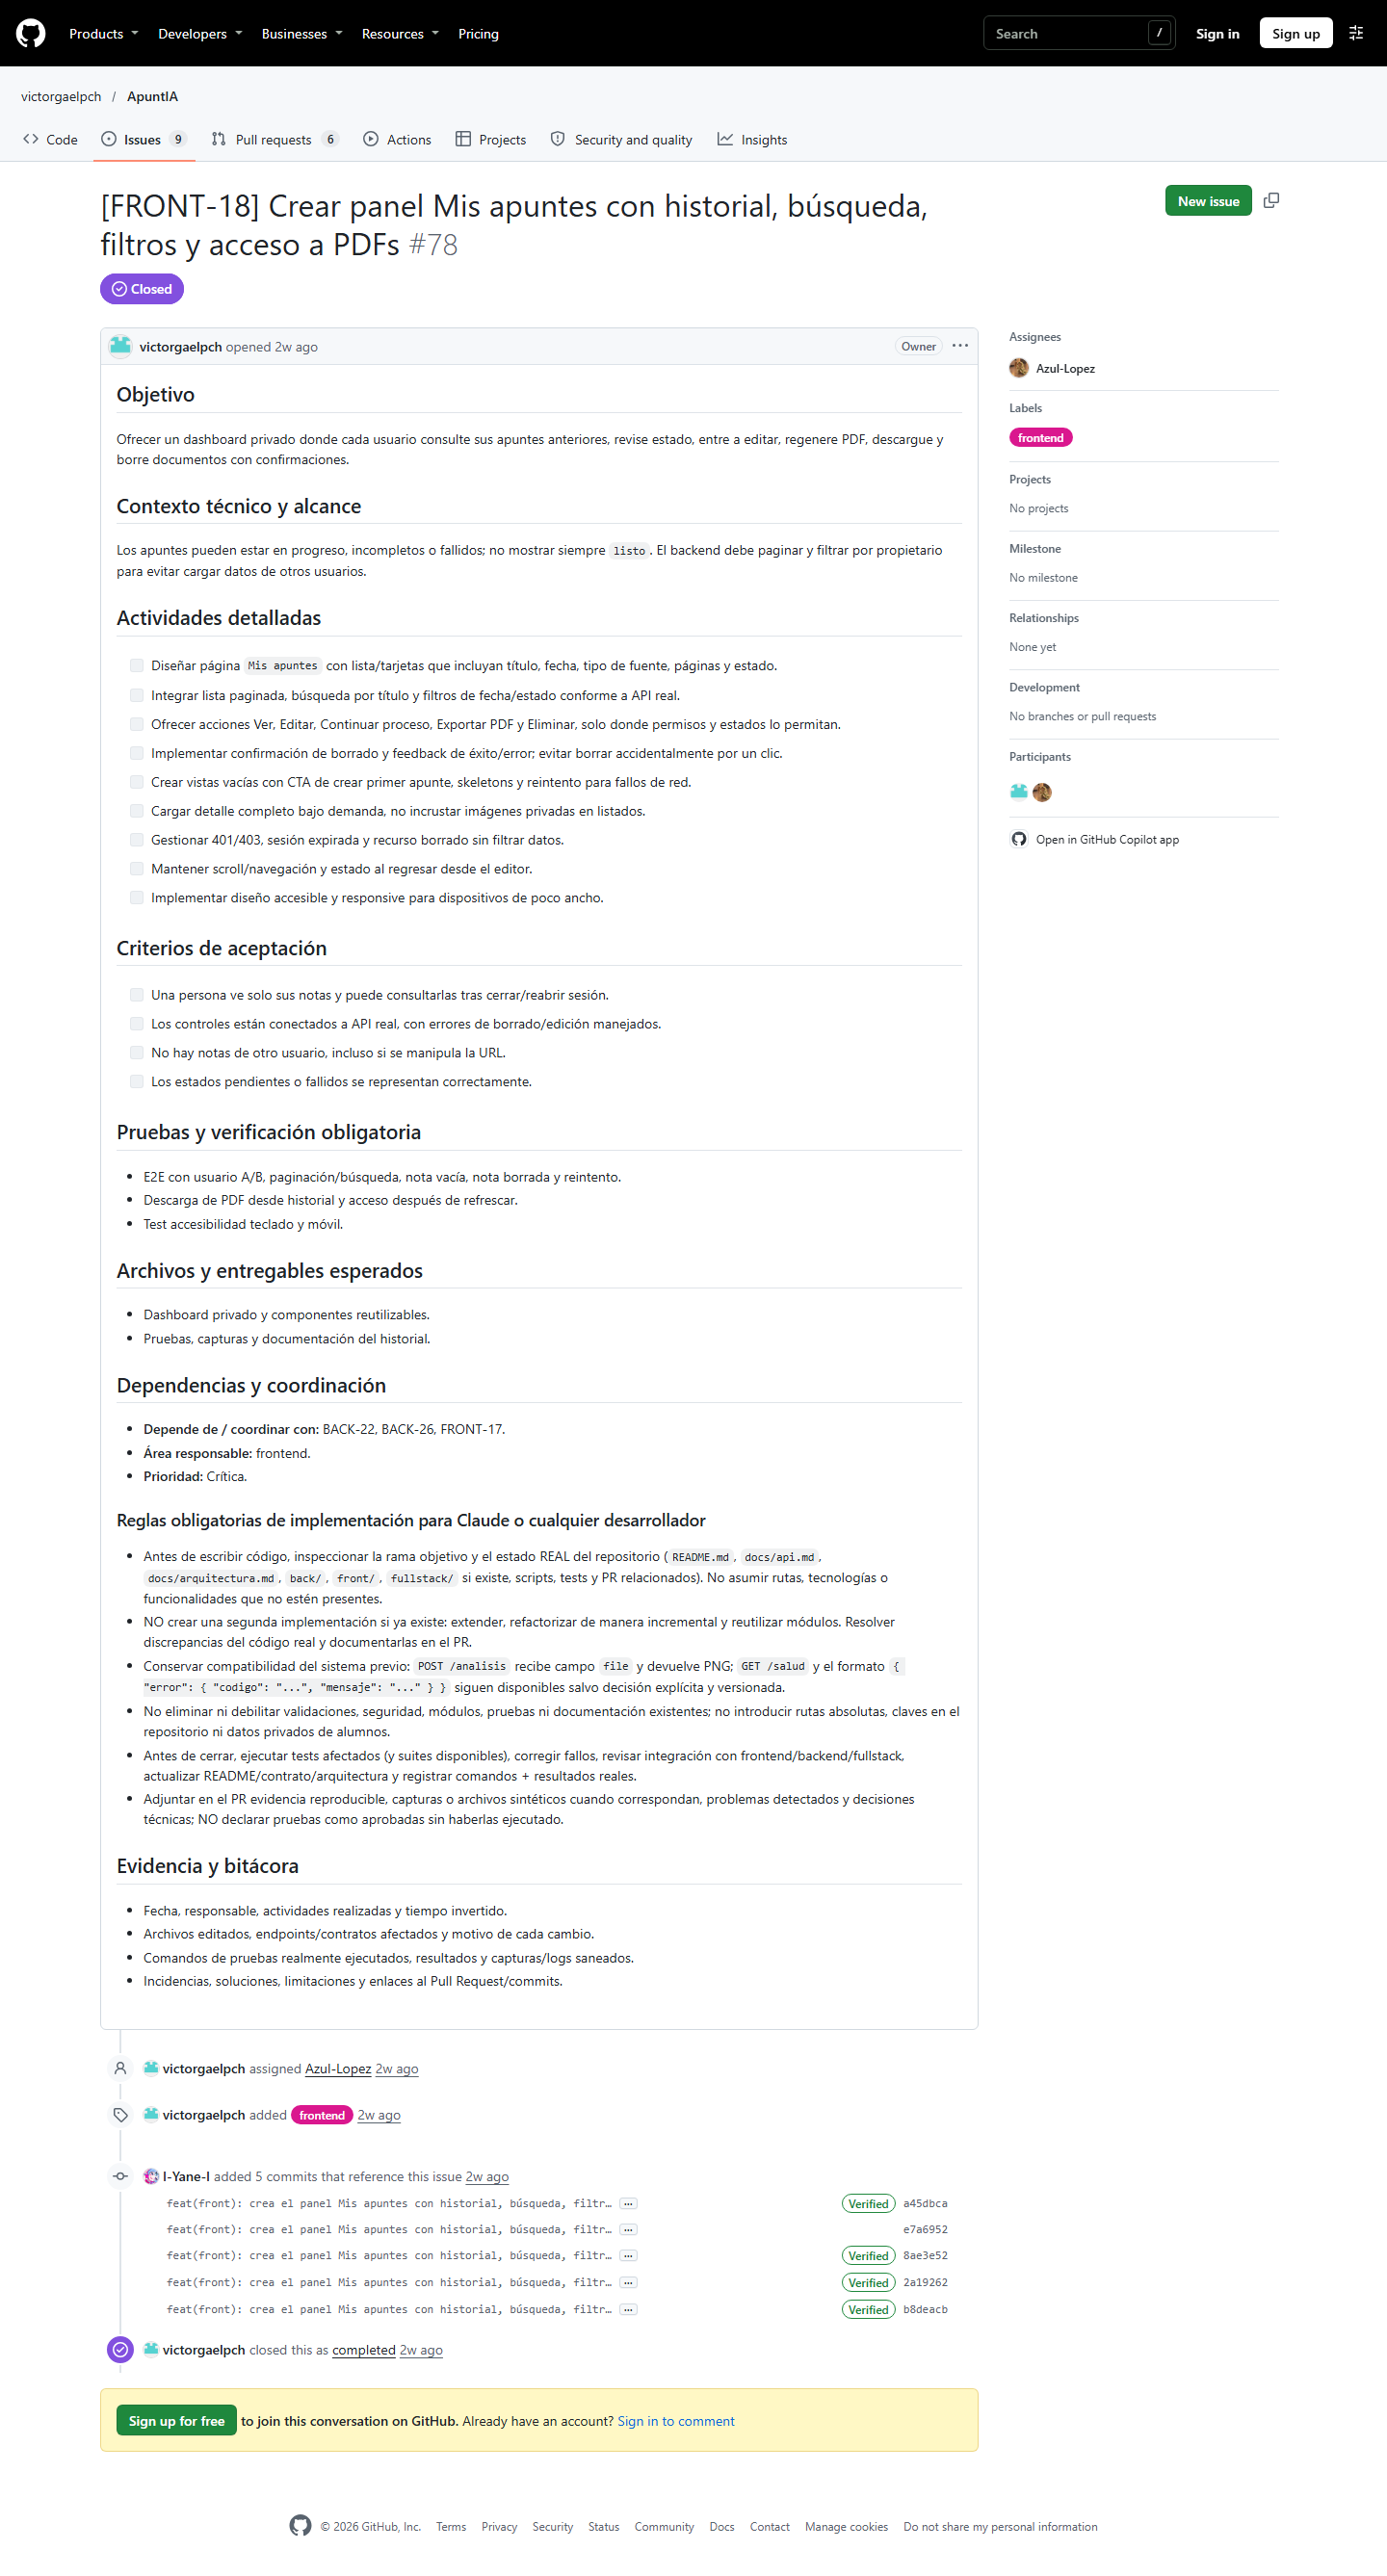 Products
Developers
Businesses
Resources
Pricing
Search
/
Sign in
Sign up
victorgaelpch / ApuntIA
Code
Issues 9
Pull requests 6
Actions
Projects
Security and quality
Insights
[FRONT-18] Crear panel Mis apuntes con historial, búsqueda,
filtros y acceso a PDFs #78
New issue
Closed
victorgaelpch opened 2w ago
Owner
Objetivo
Ofrecer un dashboard privado donde cada usuario consulte sus apuntes anteriores, revise estado, entre a editar, regenere PDF, descargue y
borre documentos con confirmaciones.
Contexto técnico y alcance
Los apuntes pueden estar en progreso, incompletos o fallidos; no mostrar siempre listo. El backend debe paginar y filtrar por propietario
para evitar cargar datos de otros usuarios.
Actividades detalladas
Diseñar página Mis apuntes con lista/tarjetas que incluyan título, fecha, tipo de fuente, páginas y estado.
Integrar lista paginada, búsqueda por título y filtros de fecha/estado conforme a API real.
Ofrecer acciones Ver, Editar, Continuar proceso, Exportar PDF y Eliminar, solo donde permisos y estados lo permitan.
Implementar confirmación de borrado y feedback de éxito/error; evitar borrar accidentalmente por un clic.
Crear vistas vacías con CTA de crear primer apunte, skeletons y reintento para fallos de red.
Cargar detalle completo bajo demanda, no incrustar imágenes privadas en listados.
Gestionar 401/403, sesión expirada y recurso borrado sin filtrar datos.
Mantener scroll/navegación y estado al regresar desde el editor.
Implementar diseño accesible y responsive para dispositivos de poco ancho.
Criterios de aceptación
Una persona ve solo sus notas y puede consultarlas tras cerrar/reabrir sesión.
Los controles están conectados a API real, con errores de borrado/edición manejados.
No hay notas de otro usuario, incluso si se manipula la URL.
Los estados pendientes o fallidos se representan correctamente.
Pruebas y verificación obligatoria
E2E con usuario A/B, paginación/búsqueda, nota vacía, nota borrada y reintento.
Descarga de PDF desde historial y acceso después de refrescar.
Test accesibilidad teclado y móvil.
Archivos y entregables esperados
Dashboard privado y componentes reutilizables.
Pruebas, capturas y documentación del historial.
Dependencias y coordinación
Depende de / coordinar con: BACK-22, BACK-26, FRONT-17.
Área responsable: frontend.
Prioridad: Crítica.
Reglas obligatorias de implementación para Claude o cualquier desarrollador
Antes de escribir código, inspeccionar la rama objetivo y el estado REAL del repositorio (README.md, docs/api.md,
docs/arquitectura.md, back/, front/, fullstack/ si existe, scripts, tests y PR relacionados). No asumir rutas, tecnologías o
funcionalidades que no estén presentes.
NO crear una segunda implementación si ya existe: extender, refactorizar de manera incremental y reutilizar módulos. Resolver
discrepancias del código real y documentarlas en el PR.
Conservar compatibilidad del sistema previo: POST /analisis recibe campo file y devuelve PNG; GET /salud y el formato {
"error": { "codigo": "...", "mensaje": "..." } } siguen disponibles salvo decisión explícita y versionada.
No eliminar ni debilitar validaciones, seguridad, módulos, pruebas ni documentación existentes; no introducir rutas absolutas, claves en el
repositorio ni datos privados de alumnos.
Antes de cerrar, ejecutar tests afectados (y suites disponibles), corregir fallos, revisar integración con frontend/backend/fullstack,
actualizar README/contrato/arquitectura y registrar comandos + resultados reales.
Adjuntar en el PR evidencia reproducible, capturas o archivos sintéticos cuando correspondan, problemas detectados y decisiones
técnicas; NO declarar pruebas como aprobadas sin haberlas ejecutado.
Evidencia y bitácora
Fecha, responsable, actividades realizadas y tiempo invertido.
Archivos editados, endpoints/contratos afectados y motivo de cada cambio.
Comandos de pruebas realmente ejecutados, resultados y capturas/logs saneados.
Incidencias, soluciones, limitaciones y enlaces al Pull Request/commits.
victorgaelpch assigned Azul-Lopez 2w ago
victorgaelpch added frontend 2w ago
I-Yane-I added 5 commits that reference this issue 2w ago
feat(front): crea el panel Mis apuntes con historial, búsqueda, filtr… Verified a45dbca
feat(front): crea el panel Mis apuntes con historial, búsqueda, filtr… e7a6952
feat(front): crea el panel Mis apuntes con historial, búsqueda, filtr… Verified 8ae3e52
feat(front): crea el panel Mis apuntes con historial, búsqueda, filtr… Verified 2a19262
feat(front): crea el panel Mis apuntes con historial, búsqueda, filtr… Verified b8deacb
victorgaelpch closed this as completed 2w ago
Sign up for free to join this conversation on GitHub. Already have an account? Sign in to comment
Assignees
Azul-Lopez
Labels
frontend
Projects
No projects
Milestone
No milestone
Relationships
None yet
Development
No branches or pull requests
Participants
Open in GitHub Copilot app
© 2026 GitHub, Inc.
Terms
Privacy
Security
Status
Community
Docs
Contact
Manage cookies
Do not share my personal information